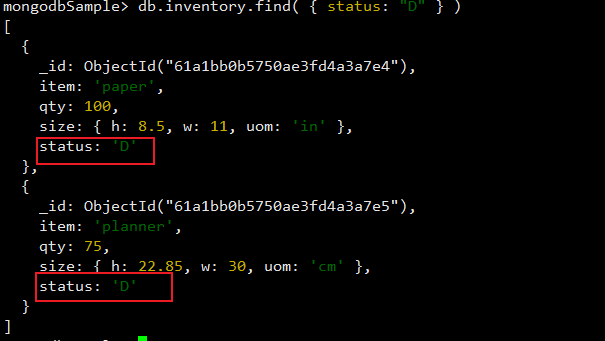 mongodbSample> db.inventory.find( { status: "D" } )
[
  {
    _id: ObjectId("61a1bb0b5750ae3fd4a3a7e4"),
    item: 'paper',
    qty: 100,
    size: { h: 8.5, w: 11, uom: 'in' },
    status: 'D'
  },
  {
    _id: ObjectId("61a1bb0b5750ae3fd4a3a7e5"),
    item: 'planner',
    qty: 75,
    size: { h: 22.85, w: 30, uom: 'cm' },
    status: 'D'
  }
]